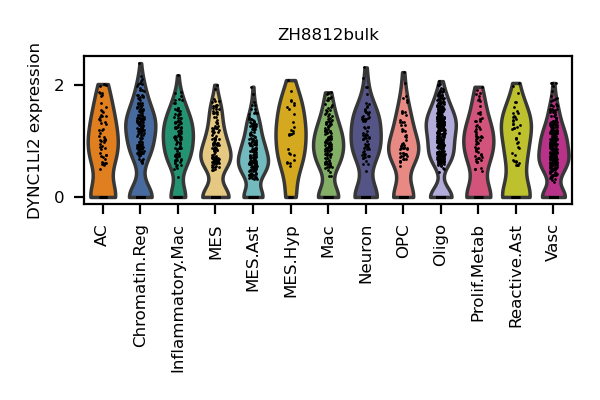 ZH8812bulk
DYNC1LI2 expression
2
0
AC
Chromatin.Reg
Inflammatory.Mac
MES
MES.Ast
MES.Hyp
Mac
Neuron
OPC
Oligo
Prolif.Metab
Reactive.Ast
Vasc